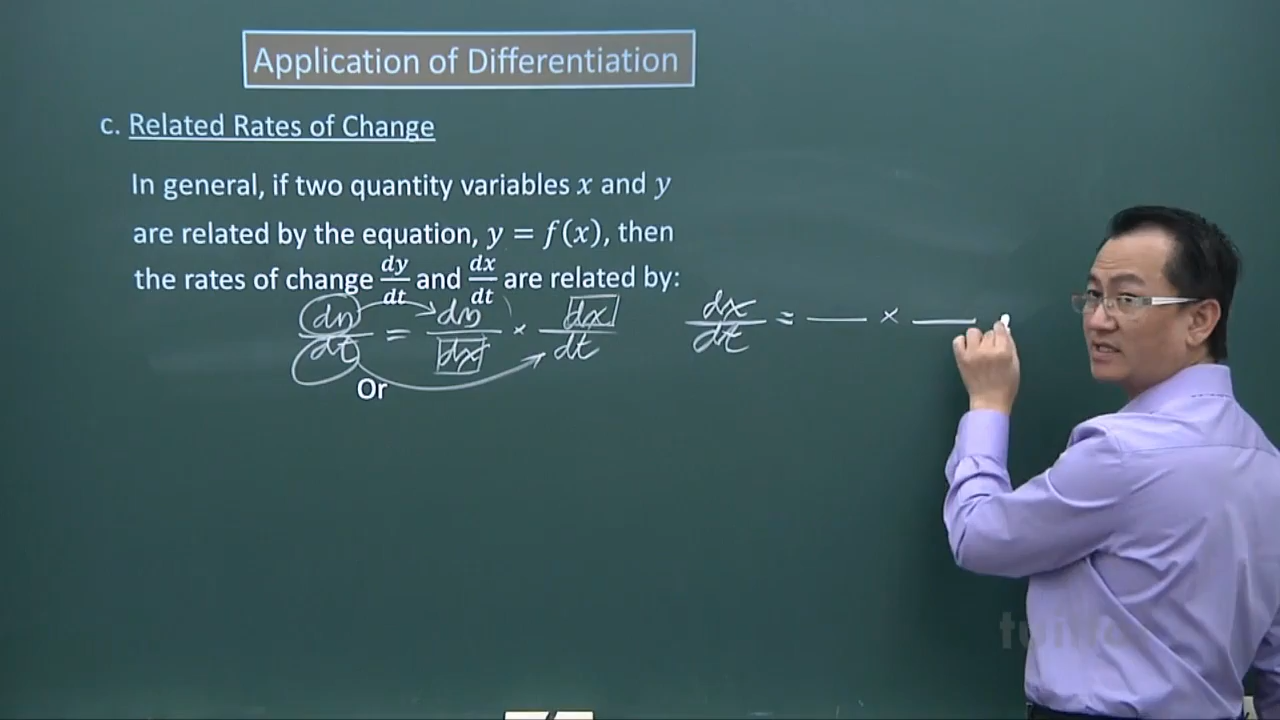 Application of Differentiation
c. Related Rates of Change
In general, if two quantity variables x and y
are related by the equation, y = f(x), then
the rates of change dy/dt and dx/dt are related by:
dy/dt = dy/dx × dx/dt
dx/dt = — × —
Or